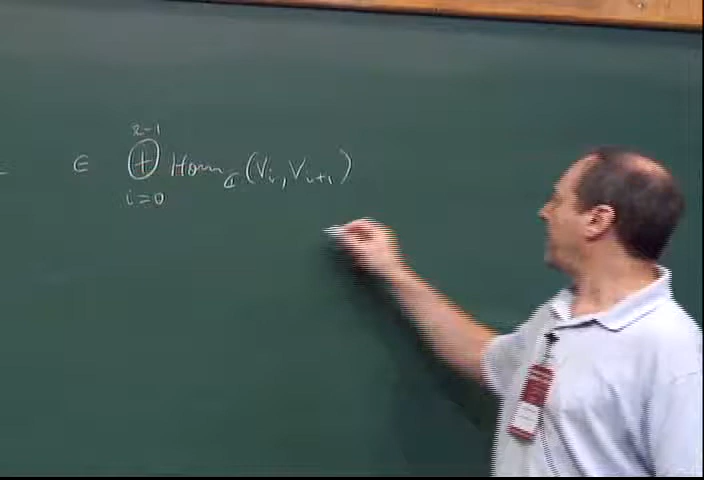 ∈ ⊕_{i=0}^{r-1} Hom_ℂ(V_i, V_{i+1})